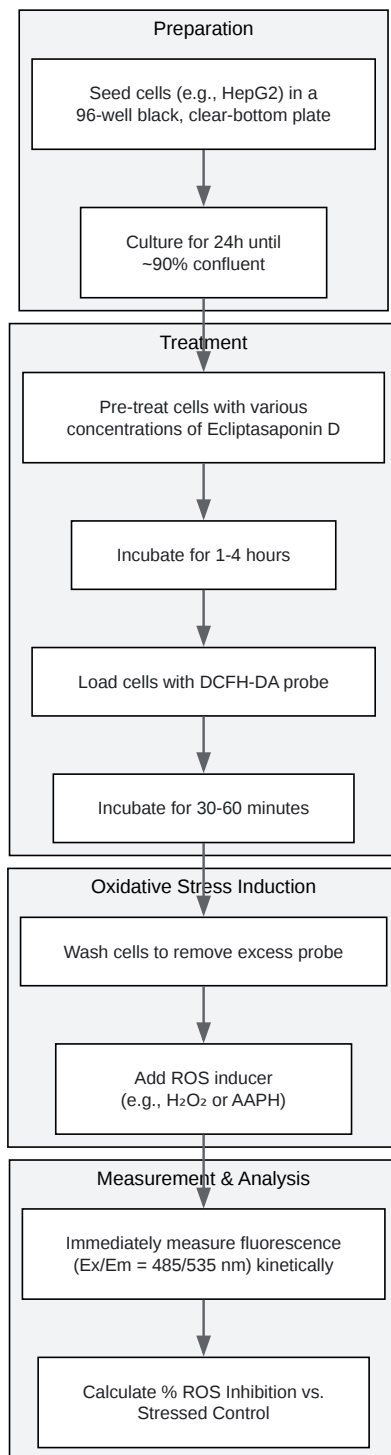 Preparation
Seed cells (e.g., HepG2) in a
96-well black, clear-bottom plate
Culture for 24h until
~90% confluent
Treatment
Pre-treat cells with various
concentrations of Ecliptasaponin D
Incubate for 1-4 hours
Load cells with DCFH-DA probe
Incubate for 30-60 minutes
Oxidative Stress Induction
Wash cells to remove excess probe
Add ROS inducer
(e.g., H₂O₂ or AAPH)
Measurement & Analysis
Immediately measure fluorescence
(Ex/Em = 485/535 nm) kinetically
Calculate % ROS Inhibition vs.
Stressed Control